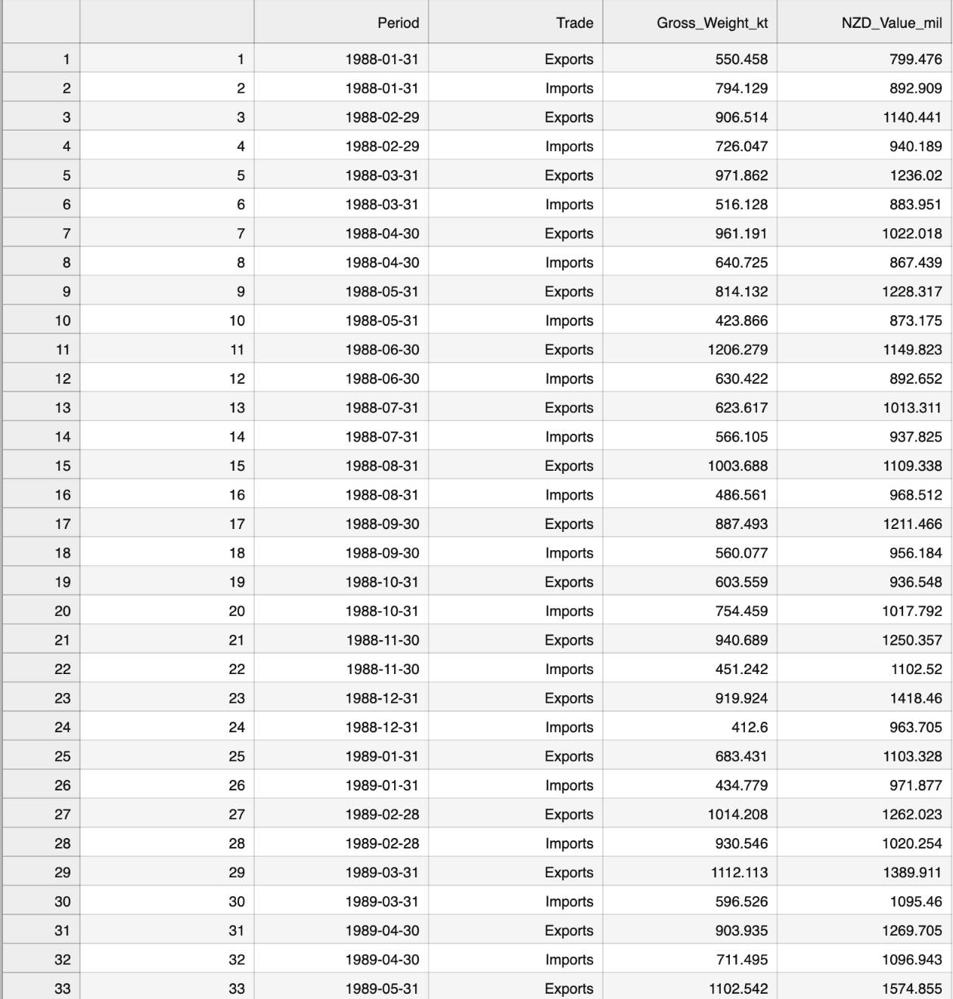 Period Trade Gross_Weight_kt NZD_Value_mil
1 1 1988-01-31 Exports 550.458 799.476
2 2 1988-01-31 Imports 794.129 892.909
3 3 1988-02-29 Exports 906.514 1140.441
4 4 1988-02-29 Imports 726.047 940.189
5 5 1988-03-31 Exports 971.862 1236.02
6 6 1988-03-31 Imports 516.128 883.951
7 7 1988-04-30 Exports 961.191 1022.018
8 8 1988-04-30 Imports 640.725 867.439
9 9 1988-05-31 Exports 814.132 1228.317
10 10 1988-05-31 Imports 423.866 873.175
11 11 1988-06-30 Exports 1206.279 1149.823
12 12 1988-06-30 Imports 630.422 892.652
13 13 1988-07-31 Exports 623.617 1013.311
14 14 1988-07-31 Imports 566.105 937.825
15 15 1988-08-31 Exports 1003.688 1109.338
16 16 1988-08-31 Imports 486.561 968.512
17 17 1988-09-30 Exports 887.493 1211.466
18 18 1988-09-30 Imports 560.077 956.184
19 19 1988-10-31 Exports 603.559 936.548
20 20 1988-10-31 Imports 754.459 1017.792
21 21 1988-11-30 Exports 940.689 1250.357
22 22 1988-11-30 Imports 451.242 1102.52
23 23 1988-12-31 Exports 919.924 1418.46
24 24 1988-12-31 Imports 412.6 963.705
25 25 1989-01-31 Exports 683.431 1103.328
26 26 1989-01-31 Imports 434.779 971.877
27 27 1989-02-28 Exports 1014.208 1262.023
28 28 1989-02-28 Imports 930.546 1020.254
29 29 1989-03-31 Exports 1112.113 1389.911
30 30 1989-03-31 Imports 596.526 1095.46
31 31 1989-04-30 Exports 903.935 1269.705
32 32 1989-04-30 Imports 711.495 1096.943
33 33 1989-05-31 Exports 1102.542 1574.855